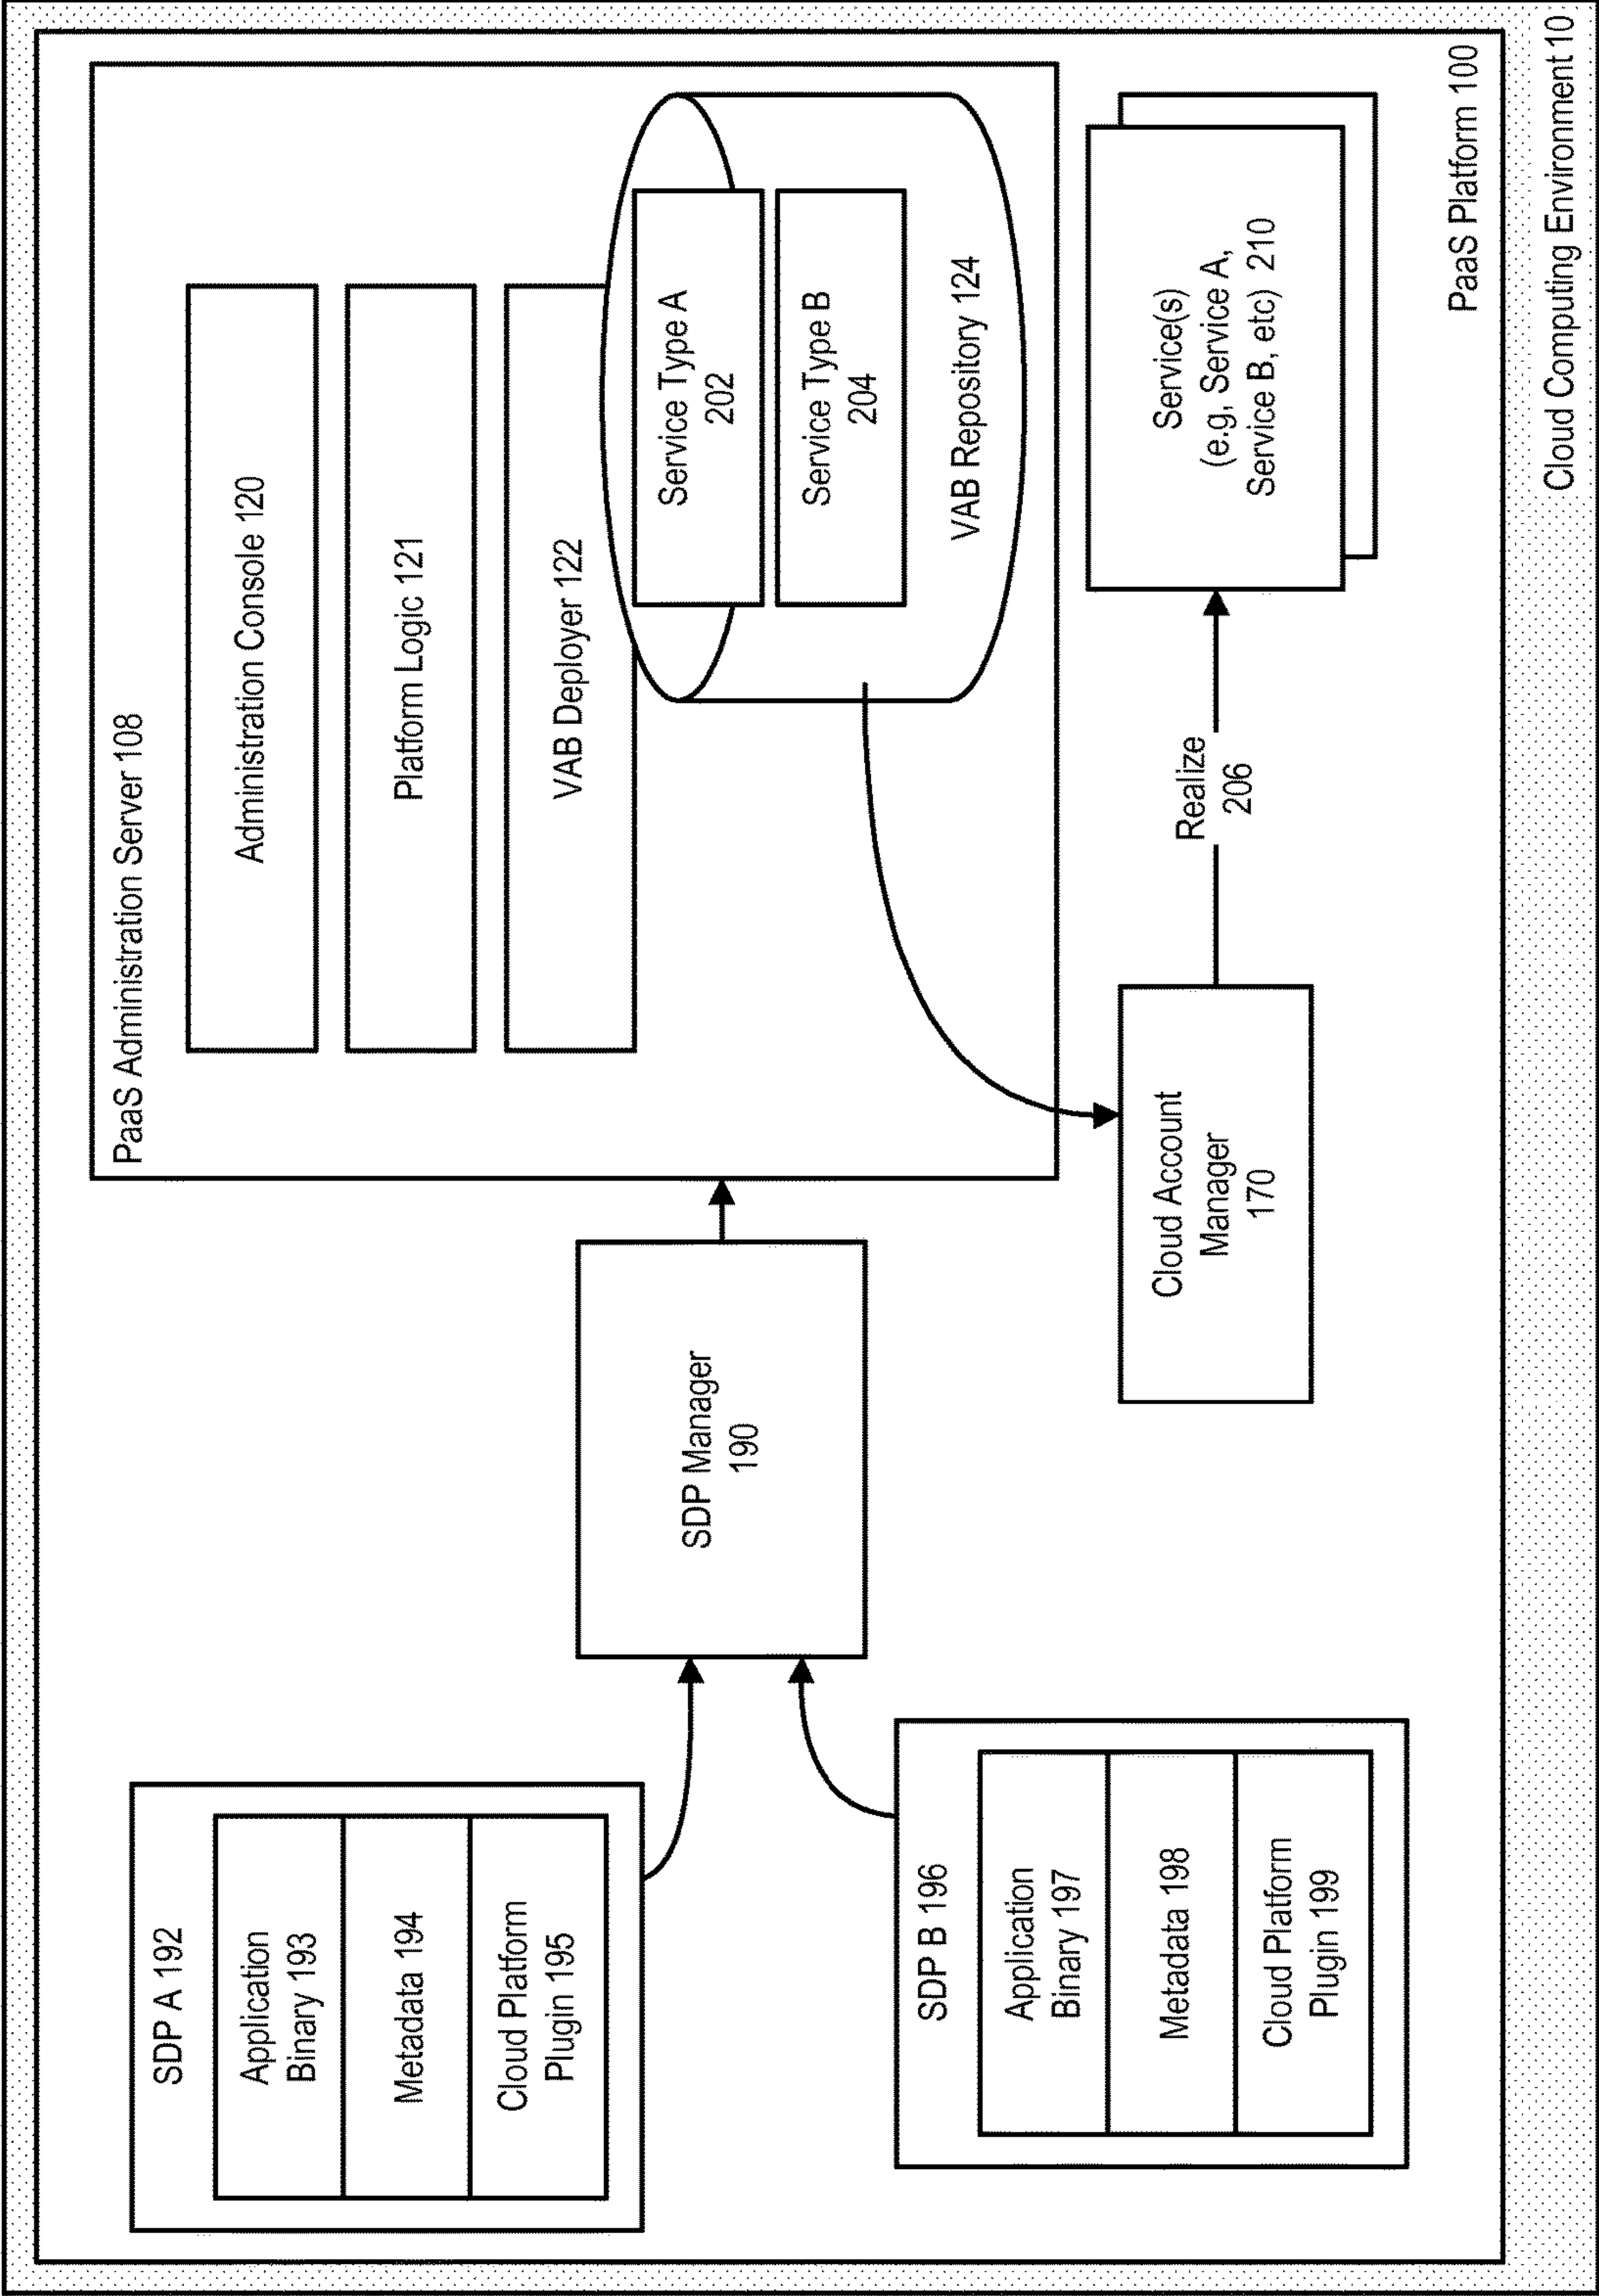 PaaS Administration Server 108
Administration Console 120
Platform Logic 121
VAB Deployer 122
Service Type A
202
Service Type B
204
VAB Repository 124
SDP A 192
Application
Binary 193
Metadata 194
Cloud Platform
Plugin 195
SDP Manager
190
SDP B 196
Application
Binary 197
Metadata 198
Cloud Platform
Plugin 199
Cloud Account
Manager
170
Realize
206
Service(s)
(e.g, Service A,
Service B, etc) 210
PaaS Platform 100
Cloud Computing Environment 10